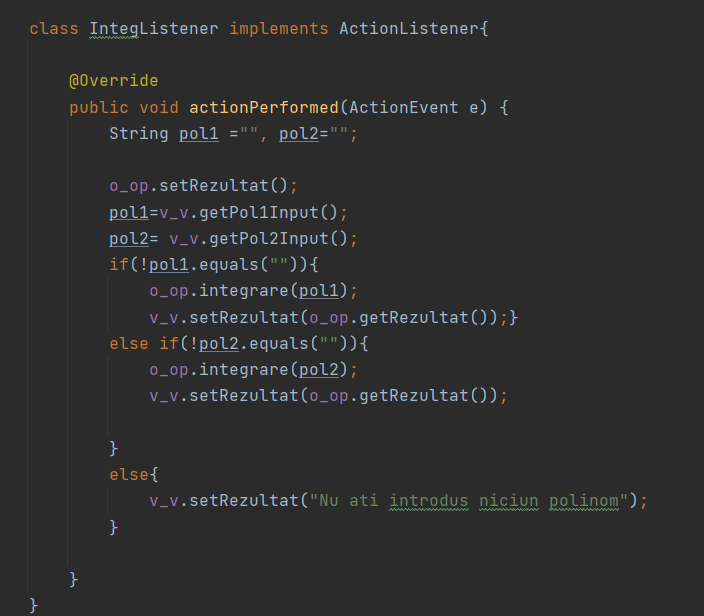 class IntegListener implements ActionListener{
@Override
public void actionPerformed(ActionEvent e) {
String pol1 ="", pol2="";
o_op.setRezultat();
pol1=v_v.getPol1Input();
pol2= v_v.getPol2Input();
if(!pol1.equals("")){
o_op.integrare(pol1);
v_v.setRezultat(o_op.getRezultat());}
else if(!pol2.equals("")){
o_op.integrare(pol2);
v_v.setRezultat(o_op.getRezultat());
}
else{
v_v.setRezultat("Nu ati introdus niciun polinom");
}
}
}